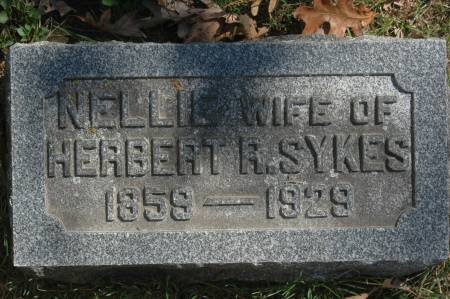 NELLIE WIFE OF
HERBERT R. SYKES
1859 — 1929